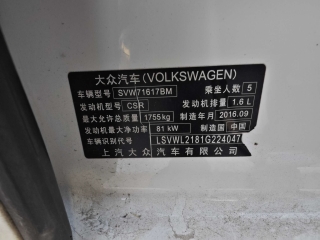 大众汽车(VOLKSWAGEN)
车辆型号 SVW71617BM 乘坐人数 5
发动机型号 CSR 发动机排量 1.6 L
最大允许总质量 1755kg 制造年月 2016.09
发动机最大净功率 81 kW 制造国 中国
车辆识别代号 LSVWL2181G224047
上汽大众汽车有限公司